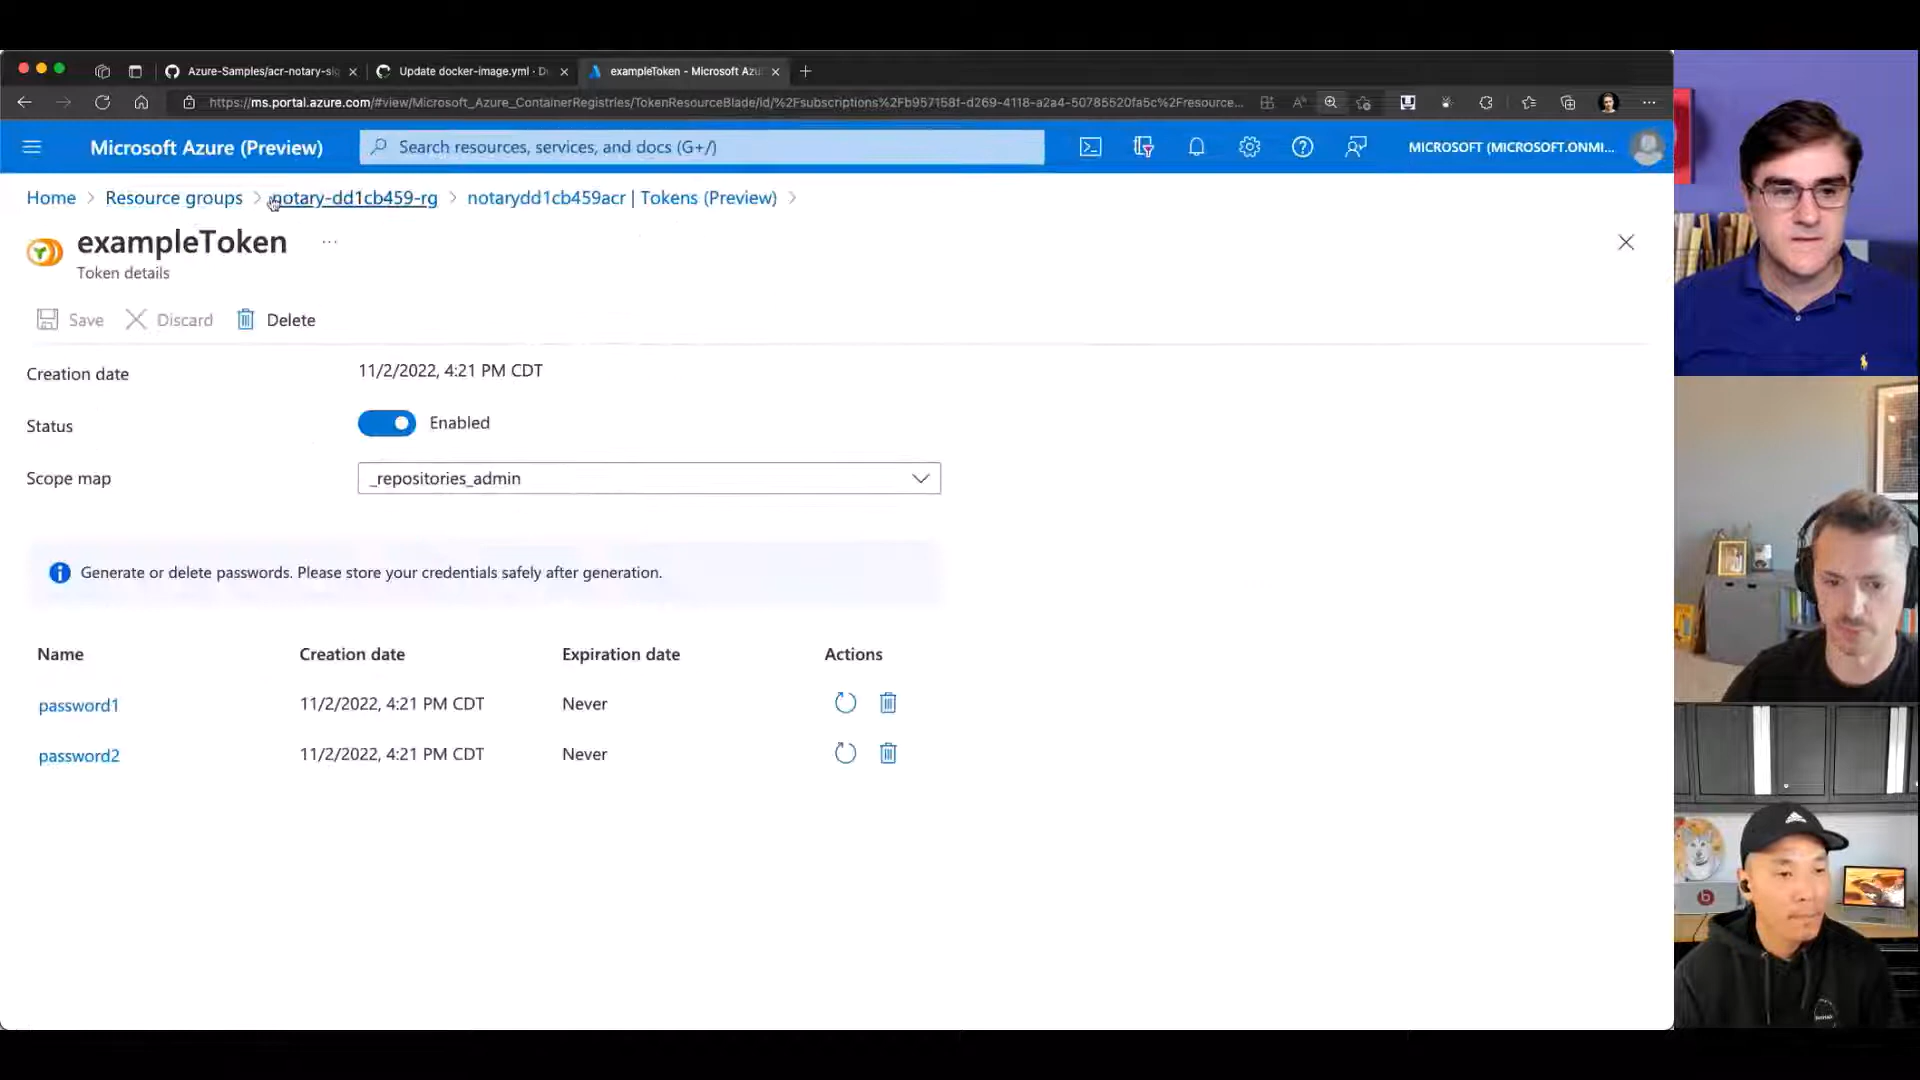 Azure-Samples/acr-notary-sig
Update docker-image.yml · D
exampleToken - Microsoft Azu
https://ms.portal.azure.com/#view/Microsoft_Azure_ContainerRegistries/TokenResourceBlade/id/%2Fsubscriptions%2Fb957158f-d269-4118-a2a4-50785520fa5c%2Fresource...
Microsoft Azure (Preview)
Search resources, services, and docs (G+/)
MICROSOFT (MICROSOFT.ONMI...
Home > Resource groups > notary-dd1cb459-rg > notarydd1cb459acr | Tokens (Preview) >
exampleToken ...
Token details
Save Discard Delete
Creation date 11/2/2022, 4:21 PM CDT
Status Enabled
Scope map _repositories_admin
Generate or delete passwords. Please store your credentials safely after generation.
Name Creation date Expiration date Actions
password1 11/2/2022, 4:21 PM CDT Never
password2 11/2/2022, 4:21 PM CDT Never